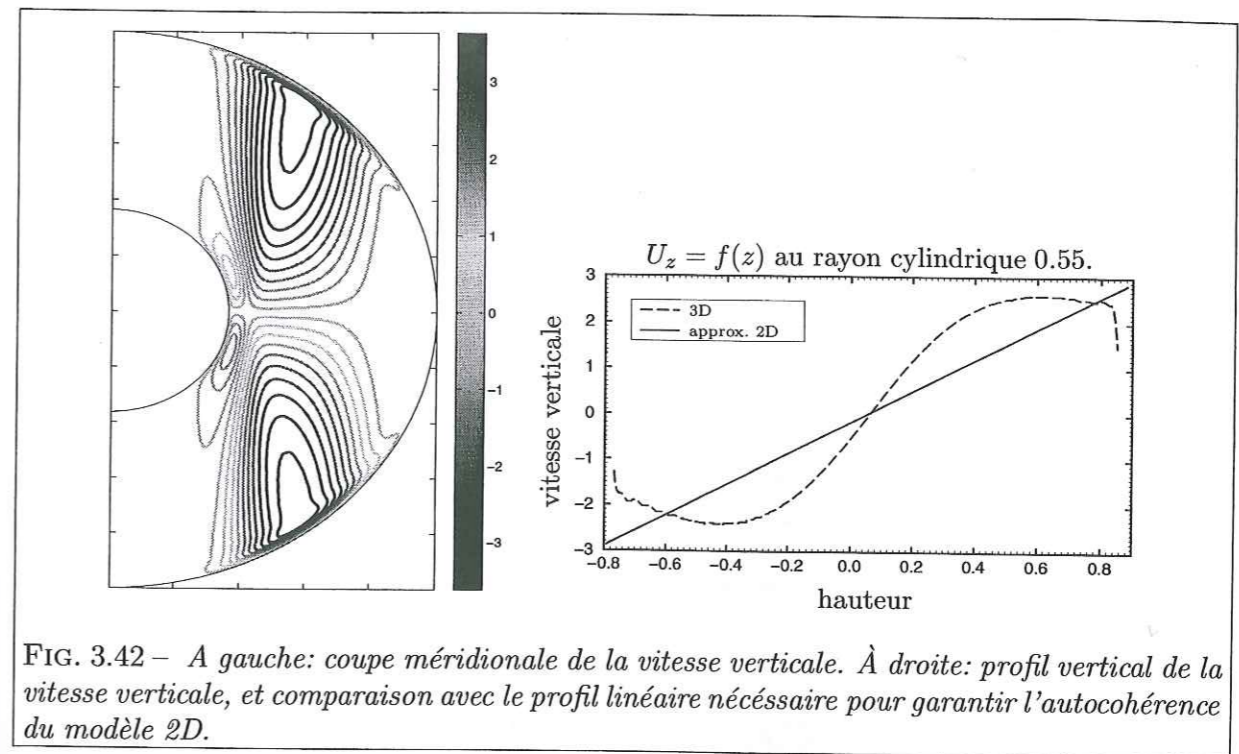 3
2
1
0
−1
−2
−3
U_z = f(z) au rayon cylindrique 0.55.
3
2
1
0
−1
−2
−3
3D
approx. 2D
vitesse verticale
−0.8 −0.6 −0.4 −0.2 0.0 0.2 0.4 0.6 0.8
hauteur
FIG. 3.42 – A gauche: coupe méridionale de la vitesse verticale. À droite: profil vertical de la
vitesse verticale, et comparaison avec le profil linéaire nécéssaire pour garantir l'autocohérence
du modèle 2D.